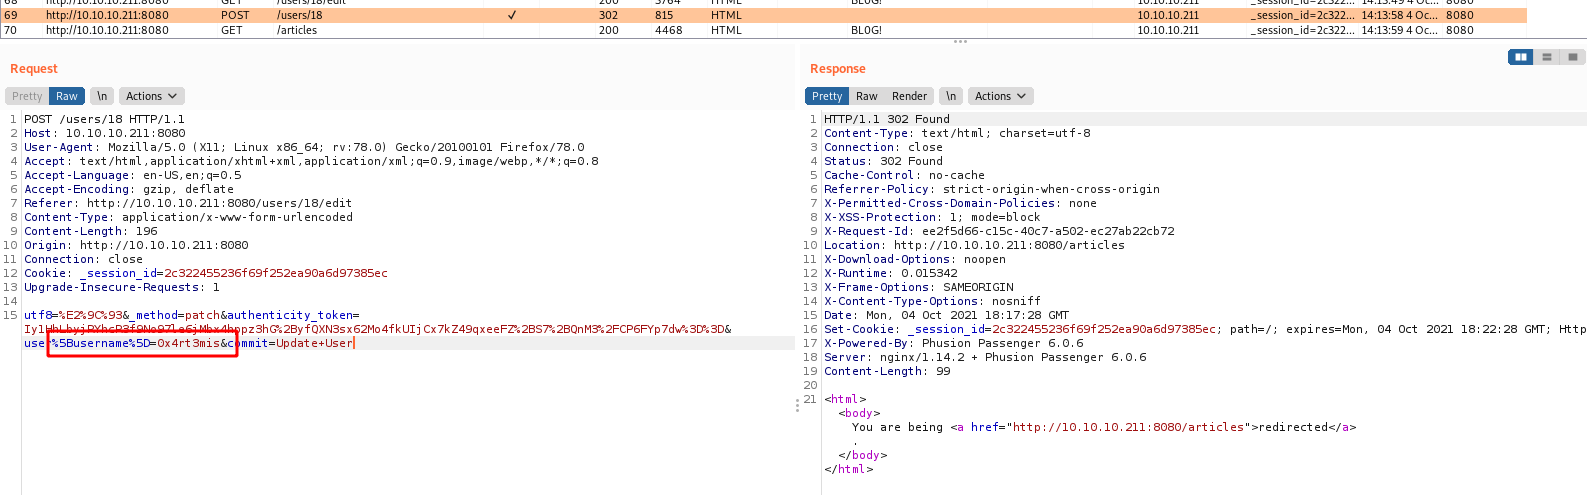 68 http://10.10.10.211:8080 GET /users/18/edit 200 3764 HTML BLOG! 10.10.10.211 _session_id=2c322... 14:13:49 4 Oc... 8080
69 http://10.10.10.211:8080 POST /users/18 ✓ 302 815 HTML 10.10.10.211 _session_id=2c322... 14:13:58 4 Oc... 8080
70 http://10.10.10.211:8080 GET /articles 200 4468 HTML BLOG! 10.10.10.211 _session_id=2c322... 14:13:59 4 Oc... 8080
Request
Pretty Raw \n Actions
1 POST /users/18 HTTP/1.1
2 Host: 10.10.10.211:8080
3 User-Agent: Mozilla/5.0 (X11; Linux x86_64; rv:78.0) Gecko/20100101 Firefox/78.0
4 Accept: text/html,application/xhtml+xml,application/xml;q=0.9,image/webp,*/*;q=0.8
5 Accept-Language: en-US,en;q=0.5
6 Accept-Encoding: gzip, deflate
7 Referer: http://10.10.10.211:8080/users/18/edit
8 Content-Type: application/x-www-form-urlencoded
9 Content-Length: 196
10 Origin: http://10.10.10.211:8080
11 Connection: close
12 Cookie: _session_id=2c322455236f69f252ea90a6d97385ec
13 Upgrade-Insecure-Requests: 1
14
15 utf8=%E2%9C%93&_method=patch&authenticity_token=
user%5Busername%5D=0x4rt3mis&commit=Update+User
Response
Pretty Raw Render \n Actions
1 HTTP/1.1 302 Found
2 Content-Type: text/html; charset=utf-8
3 Connection: close
4 Status: 302 Found
5 Cache-Control: no-cache
6 Referrer-Policy: strict-origin-when-cross-origin
7 X-Permitted-Cross-Domain-Policies: none
8 X-XSS-Protection: 1; mode=block
9 X-Request-Id: ee2f5d66-c15c-40c7-a502-ec27ab22cb72
10 Location: http://10.10.10.211:8080/articles
11 X-Download-Options: noopen
12 X-Runtime: 0.015342
13 X-Frame-Options: SAMEORIGIN
14 X-Content-Type-Options: nosniff
15 Date: Mon, 04 Oct 2021 18:17:28 GMT
16 Set-Cookie: _session_id=2c322455236f69f252ea90a6d97385ec; path=/; expires=Mon, 04 Oct 2021 18:22:28 GMT; Htt
17 X-Powered-By: Phusion Passenger 6.0.6
18 Server: nginx/1.14.2 + Phusion Passenger 6.0.6
19 Content-Length: 99
20
21 <html>
<body>
You are being <a href="http://10.10.10.211:8080/articles">redirected</a>
.
</body>
</html>